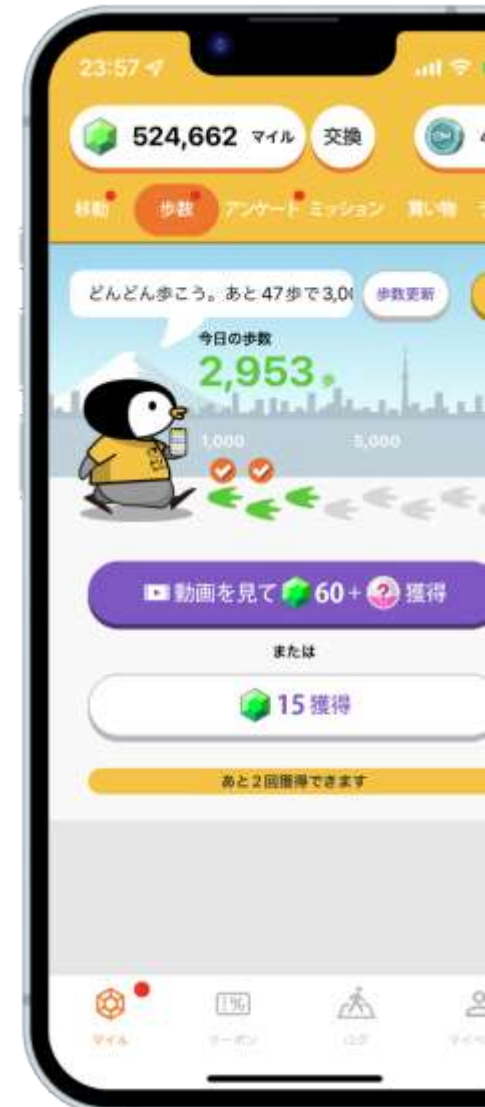 23:57
524,662 マイル
交換
移動
歩数
アンケート
ミッション
買い物
どんどん歩こう。あと47歩で3,0
歩数更新
今日の歩数
2,953 歩
1,000
5,000
動画を見て 60+ ? 獲得
または
15 獲得
あと2回獲得できます
マイル
クーポン
ログ